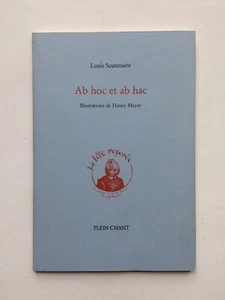 Louis Scutenaire
Ab hoc et ab hac
Illustrations de Henry Meyer
La tête reposée
PLEIN CHANT